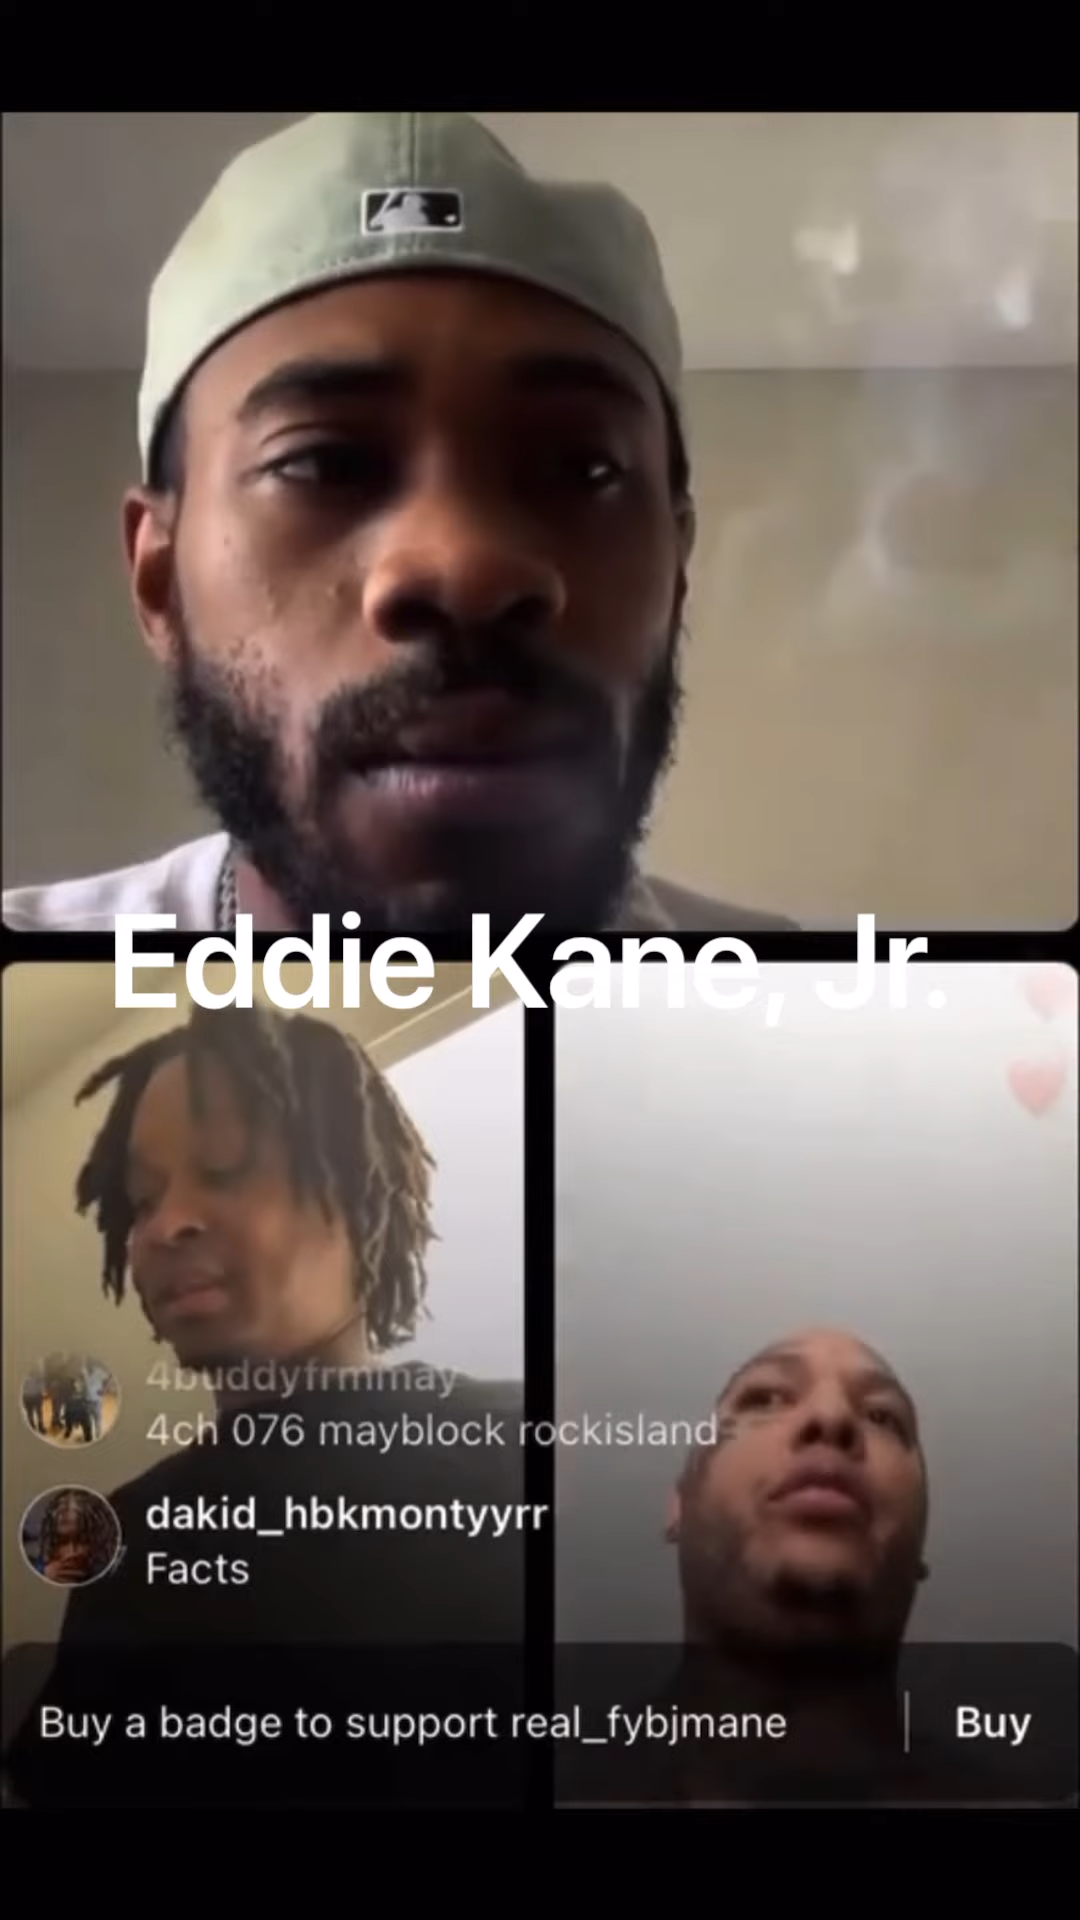 Eddie Kane, Jr.
4buddyfrmmay
4ch 076 mayblock rockisland
dakid_hbkmontyyrr
Facts
Buy a badge to support real_fybjmane
Buy